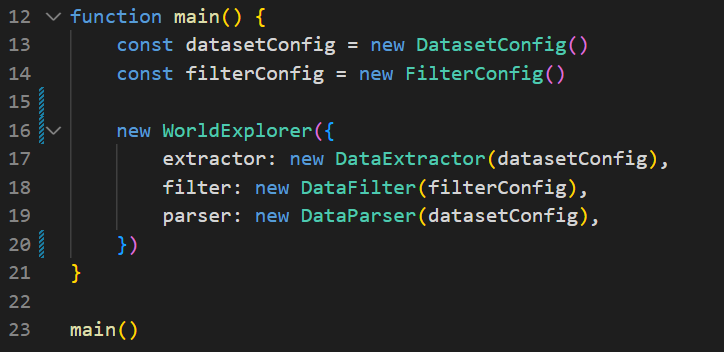 12 function main() {
13     const datasetConfig = new DatasetConfig()
14     const filterConfig = new FilterConfig()
15
16     new WorldExplorer({
17         extractor: new DataExtractor(datasetConfig),
18         filter: new DataFilter(filterConfig),
19         parser: new DataParser(datasetConfig),
20     })
21 }
22
23 main()